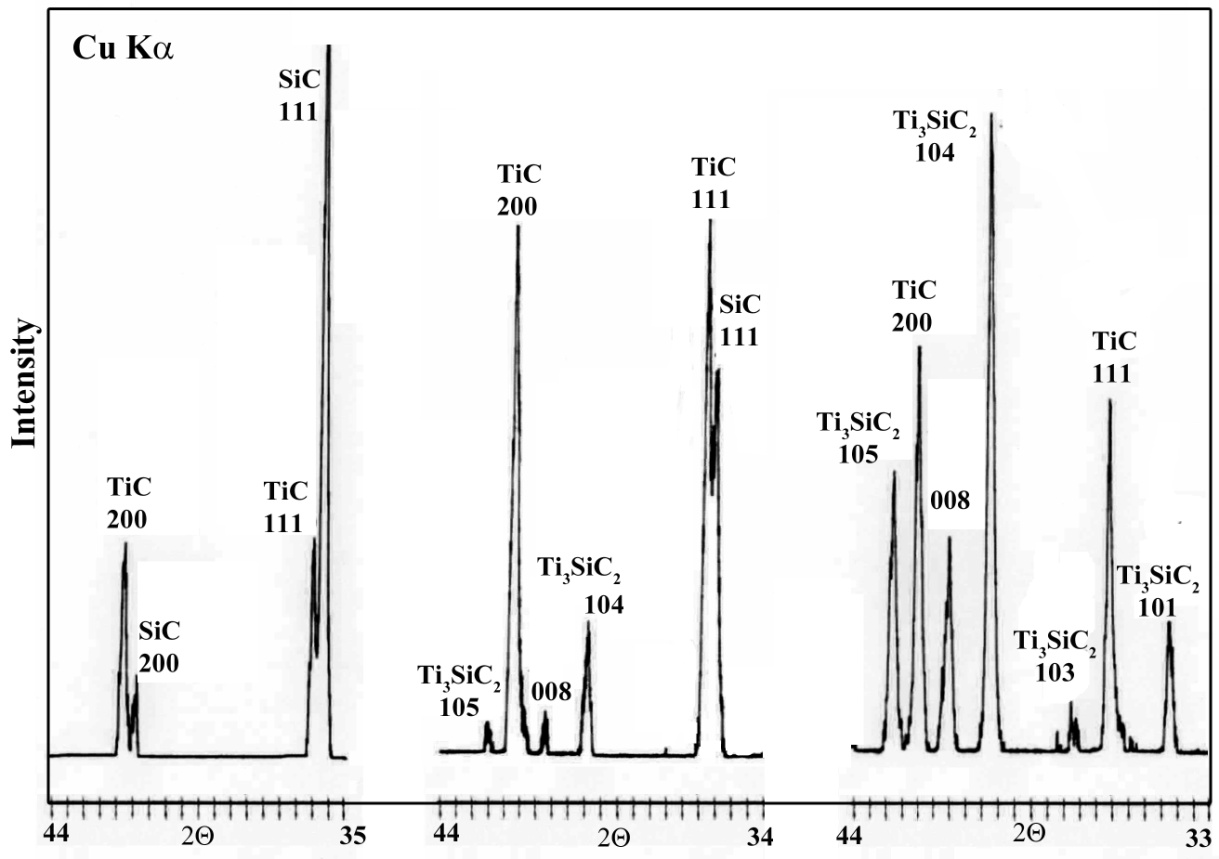 Cu Kα
Intensity
TiC
200
SiC
200
TiC
111
SiC
111
44
2Θ
35
Ti₃SiC₂
105
TiC
200
008
Ti₃SiC₂
104
TiC
111
SiC
111
44
2Θ
34
Ti₃SiC₂
105
TiC
200
008
Ti₃SiC₂
104
Ti₃SiC₂
103
TiC
111
Ti₃SiC₂
101
44
2Θ
33